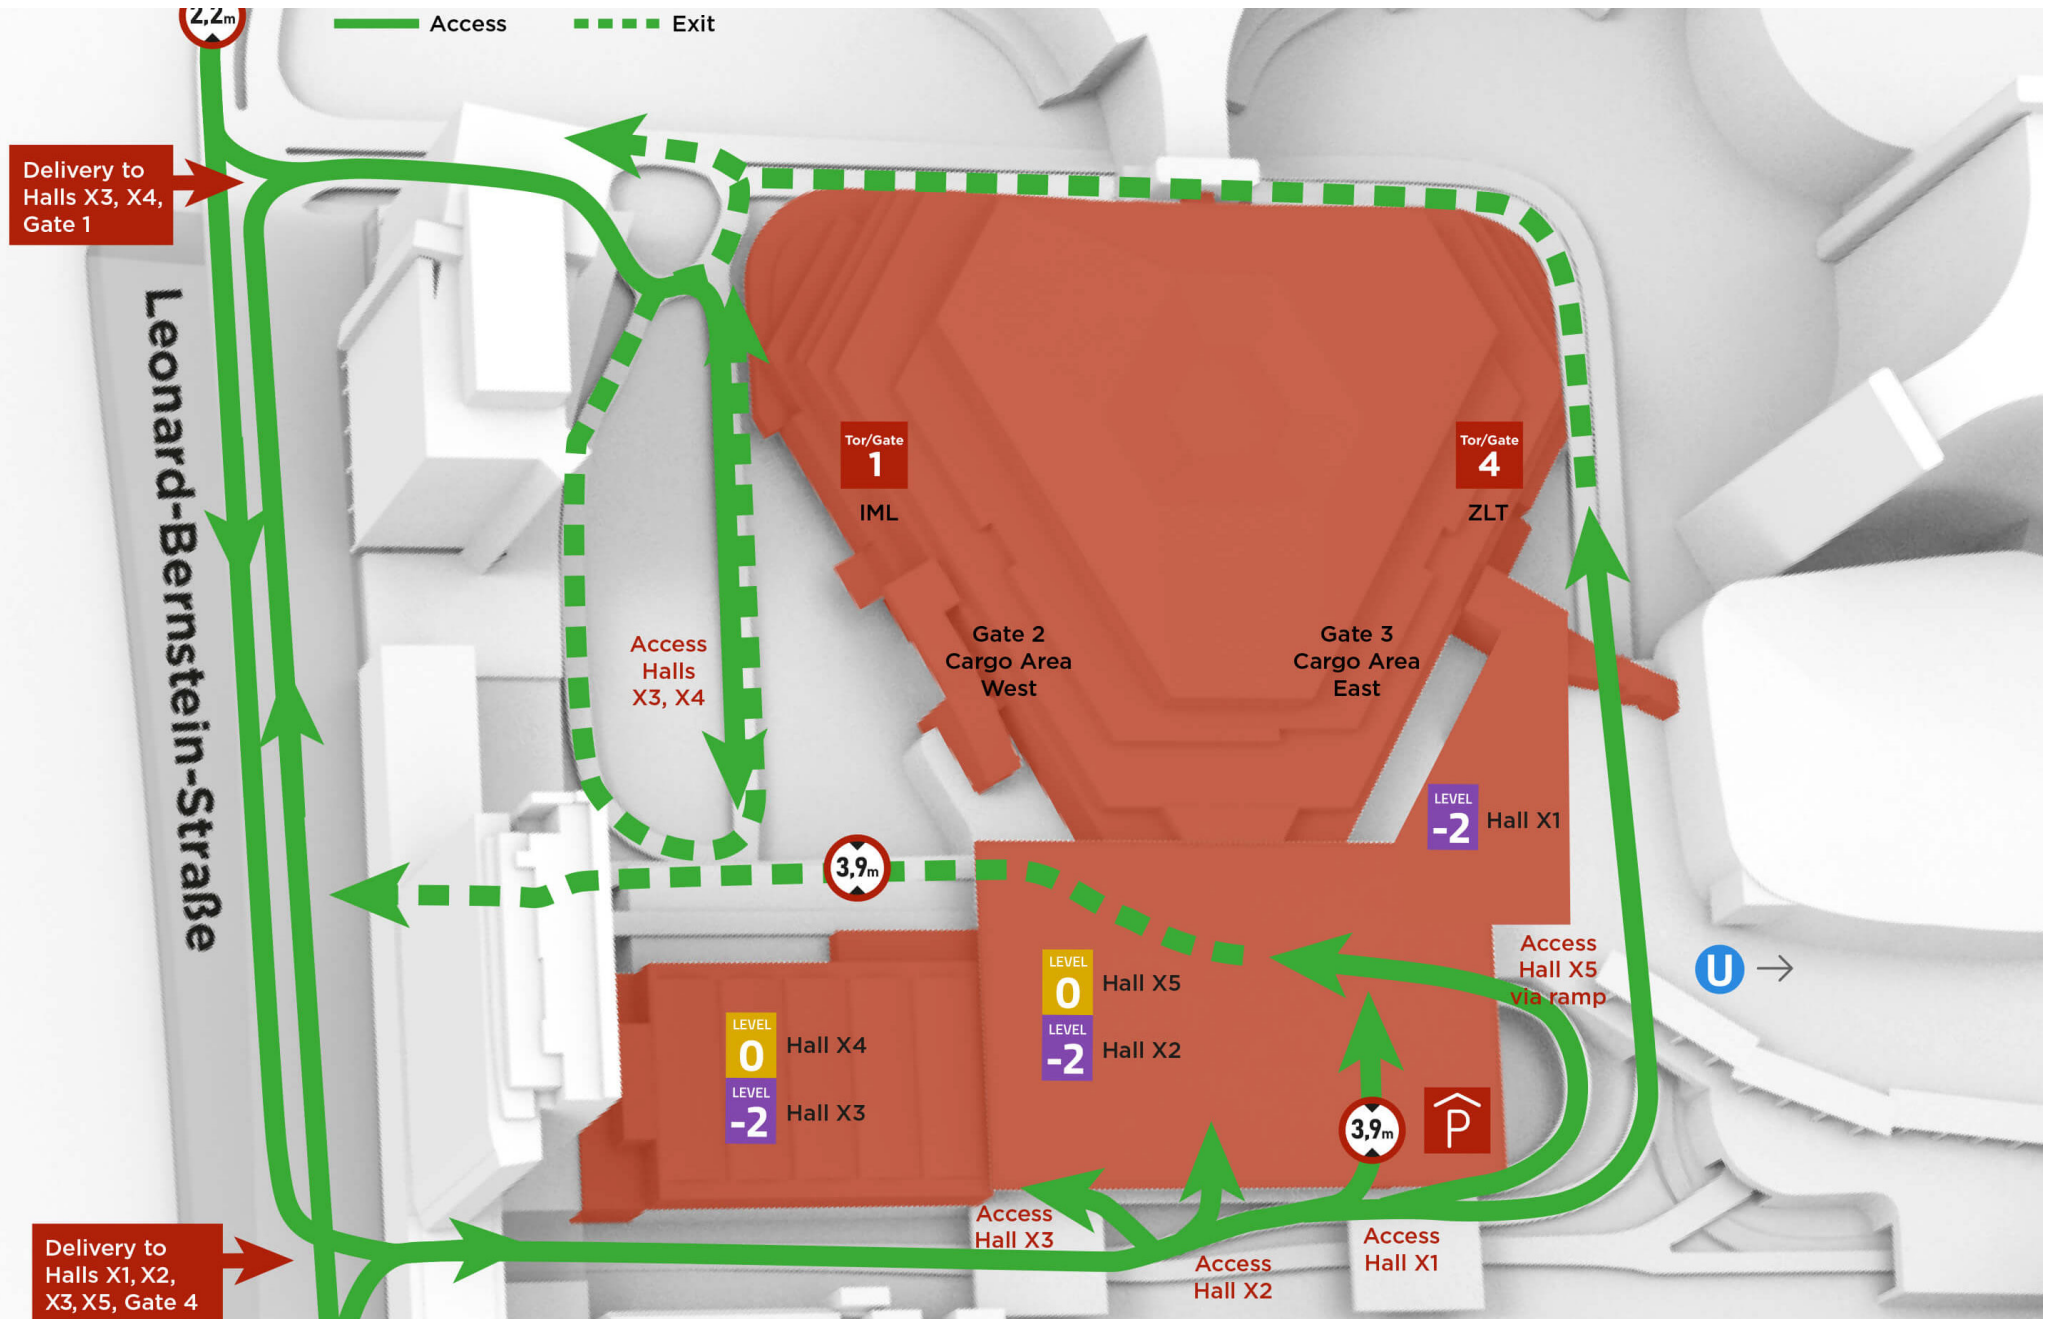 2,2m
Access
Exit
Delivery to
Halls X3, X4,
Gate 1
Leonard-Bernstein-Straße
Tor/Gate
1
IML
Tor/Gate
4
ZLT
Gate 2
Cargo Area
West
Gate 3
Cargo Area
East
Access
Halls
X3, X4
LEVEL
-2
Hall X1
3,9m
Access
Hall X5
via ramp
U
LEVEL
0
Hall X5
LEVEL
-2
Hall X2
LEVEL
0
Hall X4
LEVEL
-2
Hall X3
3,9m
P
Access
Hall X3
Access
Hall X2
Access
Hall X1
Delivery to
Halls X1, X2,
X3, X5, Gate 4